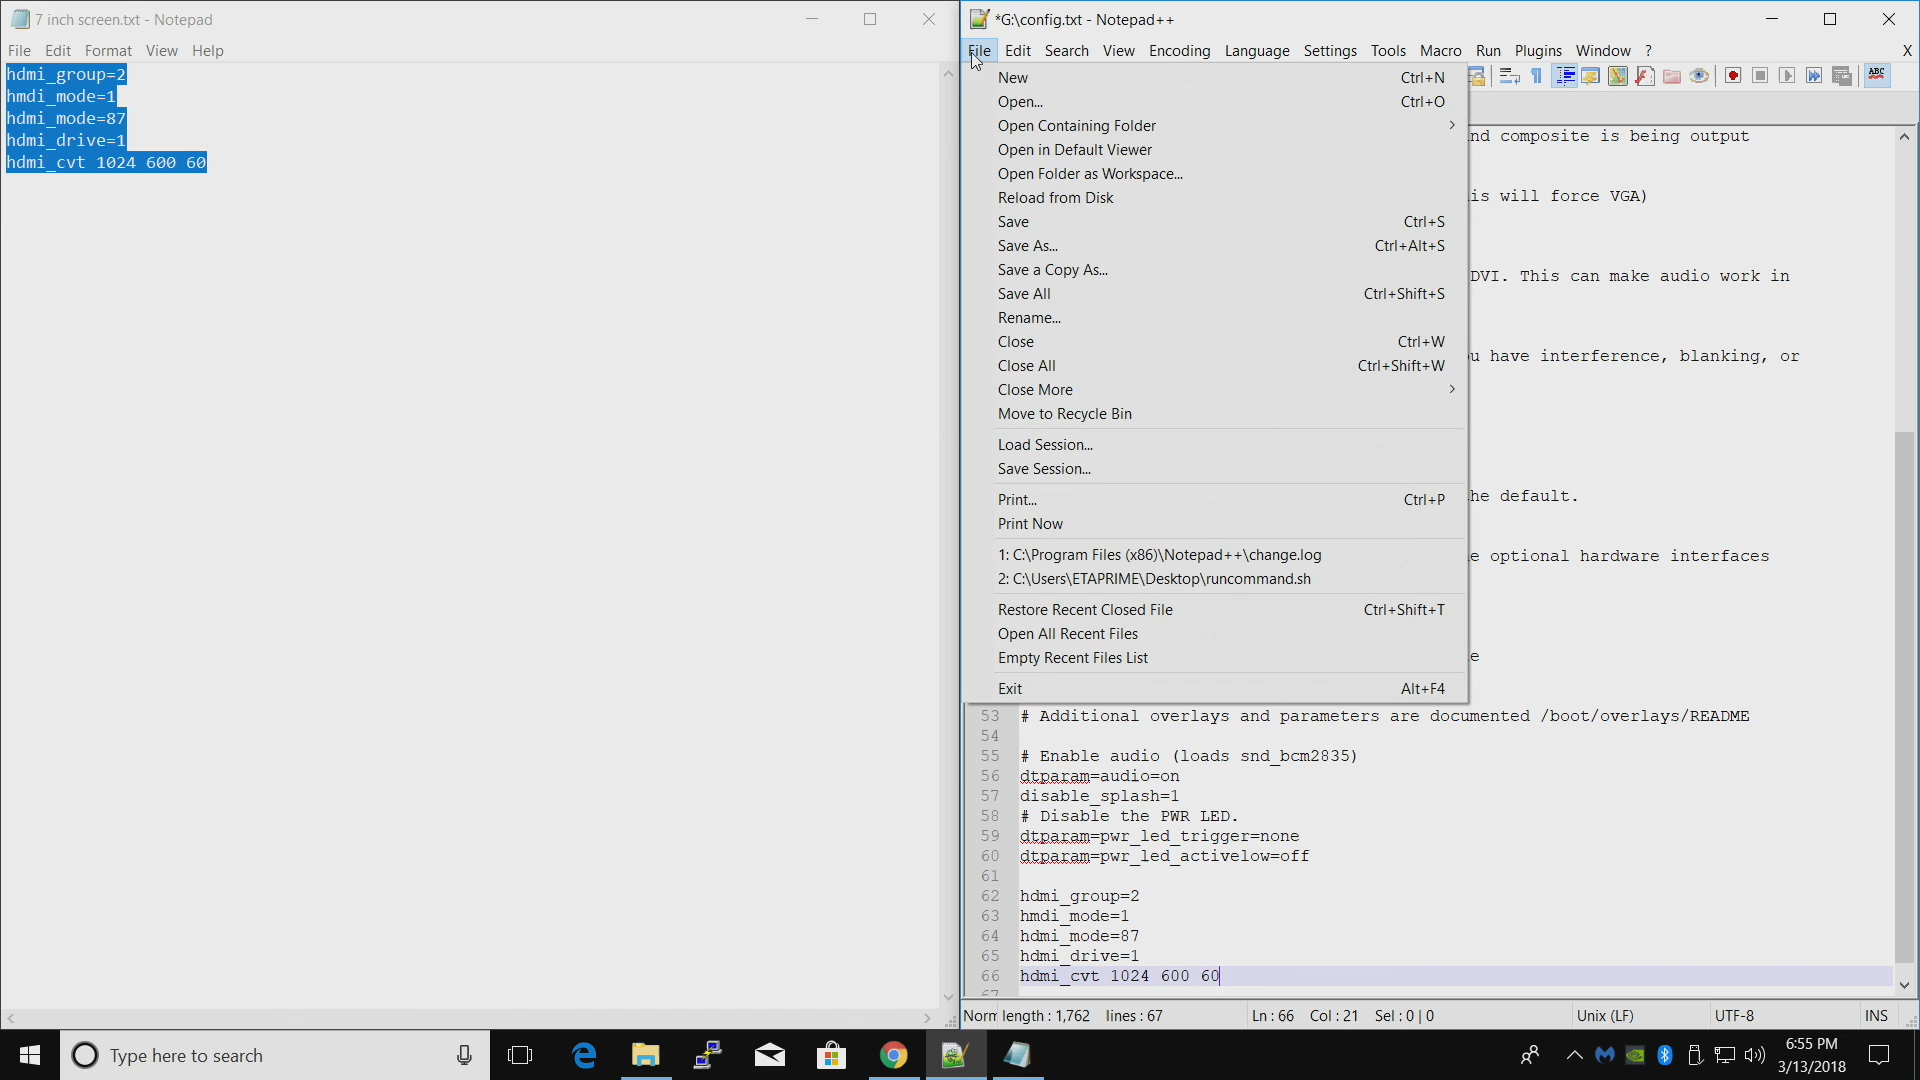 7 inch screen.txt - Notepad
File Edit Format View Help
hdmi_group=2
hmdi_mode=1
hdmi_mode=87
hdmi_drive=1
hdmi_cvt 1024 600 60
*G:\config.txt - Notepad++
File Edit Search View Encoding Language Settings Tools Macro Run Plugins Window ? X
ABC
New Ctrl+N
Open... Ctrl+O
Open Containing Folder
Open in Default Viewer
Open Folder as Workspace...
Reload from Disk
Save Ctrl+S
Save As... Ctrl+Alt+S
Save a Copy As...
Save All Ctrl+Shift+S
Rename...
Close Ctrl+W
Close All Ctrl+Shift+W
Close More
Move to Recycle Bin
Load Session...
Save Session...
Print... Ctrl+P
Print Now
1: C:\Program Files (x86)\Notepad++\change.log
2: C:\Users\ETAPRIME\Desktop\runcommand.sh
Restore Recent Closed File Ctrl+Shift+T
Open All Recent Files
Empty Recent Files List
Exit Alt+F4
nd composite is being output
is will force VGA)
DVI. This can make audio work in
u have interference, blanking, or
he default.
e optional hardware interfaces
e
53 # Additional overlays and parameters are documented /boot/overlays/README
54
55 # Enable audio (loads snd_bcm2835)
56 dtparam=audio=on
57 disable_splash=1
58 # Disable the PWR LED.
59 dtparam=pwr_led_trigger=none
60 dtparam=pwr_led_activelow=off
61
62 hdmi_group=2
63 hmdi_mode=1
64 hdmi_mode=87
65 hdmi_drive=1
66 hdmi_cvt 1024 600 60
67
Norm length : 1,762 lines : 67 Ln : 66 Col : 21 Sel : 0 | 0 Unix (LF) UTF-8 INS
Type here to search
6:55 PM
3/13/2018